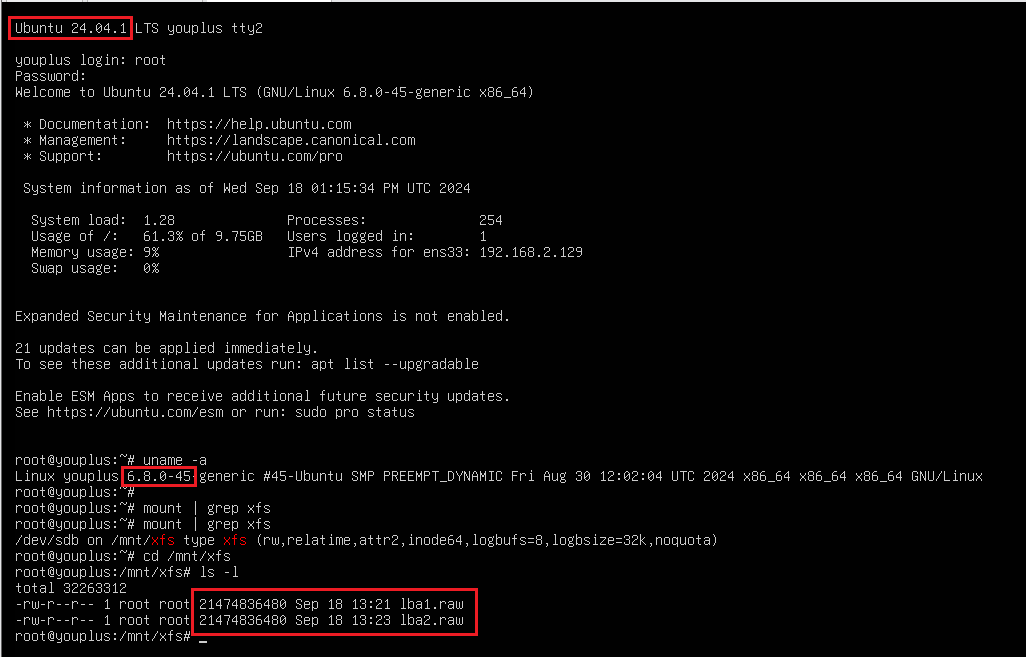 Ubuntu 24.04.1 LTS youplus tty2
youplus login: root
Password:
Welcome to Ubuntu 24.04.1 LTS (GNU/Linux 6.8.0-45-generic x86_64)
* Documentation:  https://help.ubuntu.com
* Management:     https://landscape.canonical.com
* Support:        https://ubuntu.com/pro
System information as of Wed Sep 18 01:15:34 PM UTC 2024
System load:  1.28              Processes:              254
Usage of /:   61.3% of 9.75GB   Users logged in:        1
Memory usage: 9%                IPv4 address for ens33: 192.168.2.129
Swap usage:   0%
Expanded Security Maintenance for Applications is not enabled.
21 updates can be applied immediately.
To see these additional updates run: apt list --upgradable
Enable ESM Apps to receive additional future security updates.
See https://ubuntu.com/esm or run: sudo pro status
root@youplus:~# uname -a
Linux youplus 6.8.0-45-generic #45-Ubuntu SMP PREEMPT_DYNAMIC Fri Aug 30 12:02:04 UTC 2024 x86_64 x86_64 x86_64 GNU/Linux
root@youplus:~#
root@youplus:~# mount | grep xfs
root@youplus:~# mount | grep xfs
/dev/sdb on /mnt/xfs type xfs (rw,relatime,attr2,inode64,logbufs=8,logbsize=32k,noquota)
root@youplus:~# cd /mnt/xfs
root@youplus:/mnt/xfs# ls -l
total 32263312
-rw-r--r-- 1 root root 21474836480 Sep 18 13:21 lba1.raw
-rw-r--r-- 1 root root 21474836480 Sep 18 13:23 lba2.raw
root@youplus:/mnt/xfs# _